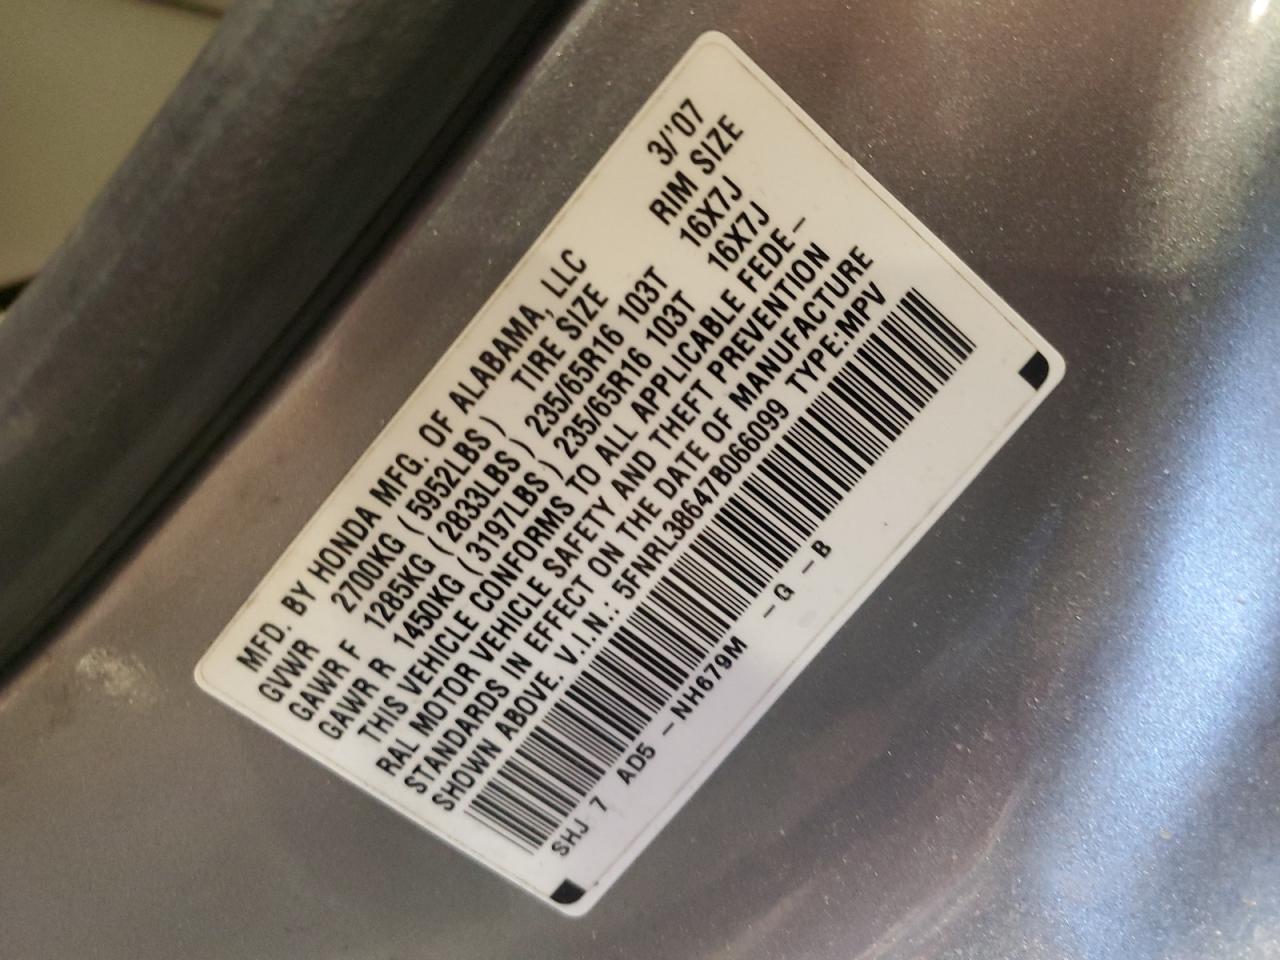 MFD. BY HONDA MFG. OF ALABAMA, LLC 3/'07
GVWR 2700KG (5952LBS) TIRE SIZE RIM SIZE
GAWR F 1285KG (2833LBS) 235/65R16 103T 16X7J
GAWR R 1450KG (3197LBS) 235/65R16 103T 16X7J
THIS VEHICLE CONFORMS TO ALL APPLICABLE FEDE-
RAL MOTOR VEHICLE SAFETY AND THEFT PREVENTION
STANDARDS IN EFFECT ON THE DATE OF MANUFACTURE
SHOWN ABOVE. V.I.N.: 5FNRL38647B066099 TYPE:MPV
SHJ 7 AD5 -NH679M -G -B